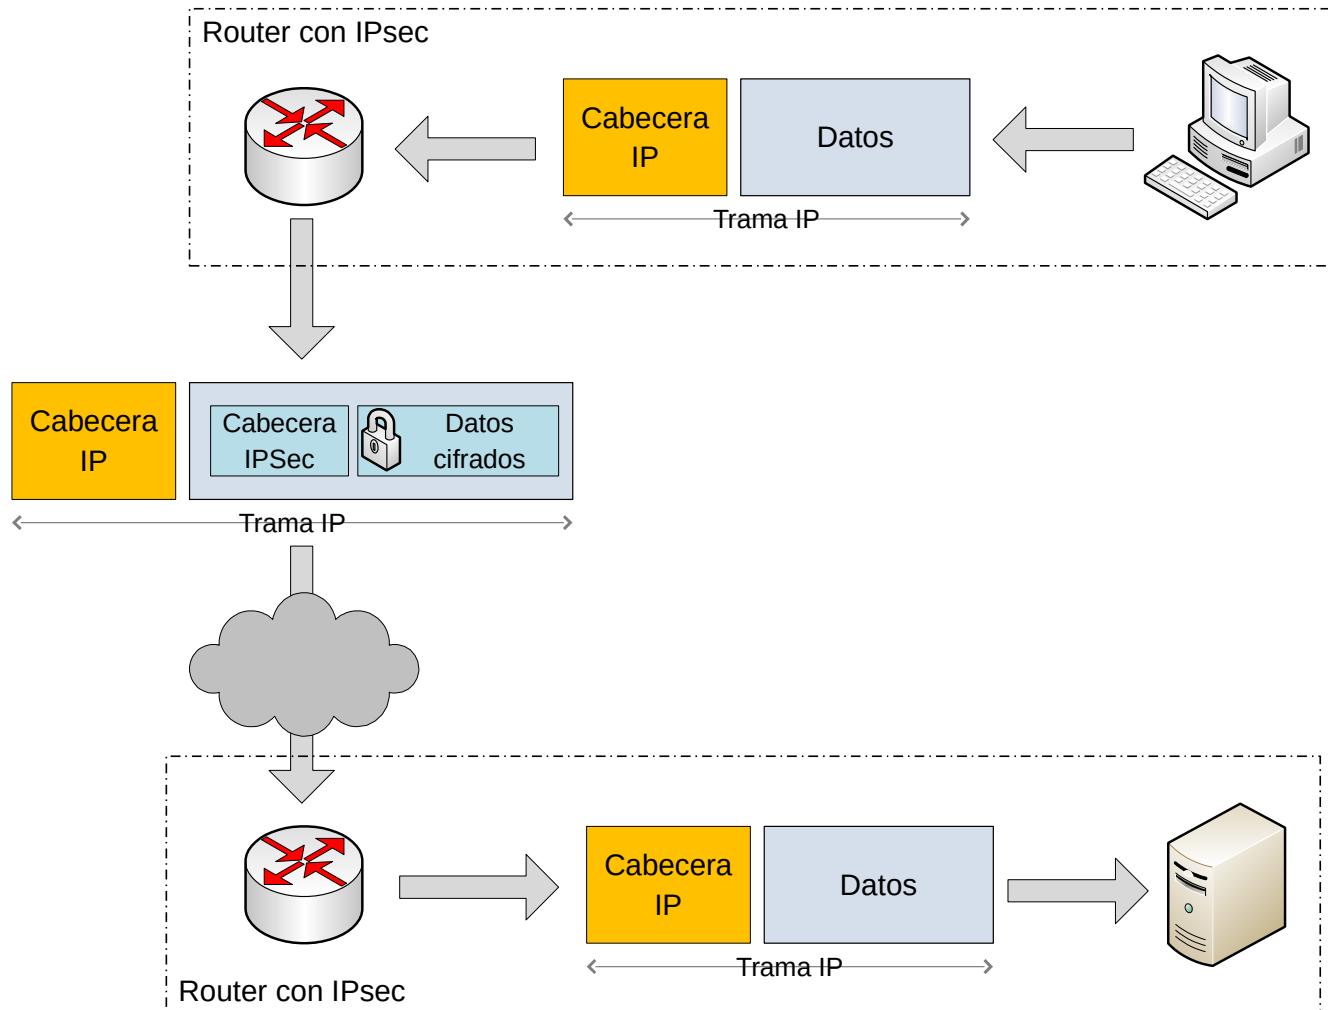 Router con IPsec
Cabecera
IP
Datos
Trama IP
Cabecera
IP
Cabecera
IPSec
Datos
cifrados
Trama IP
Cabecera
IP
Datos
Trama IP
Router con IPsec